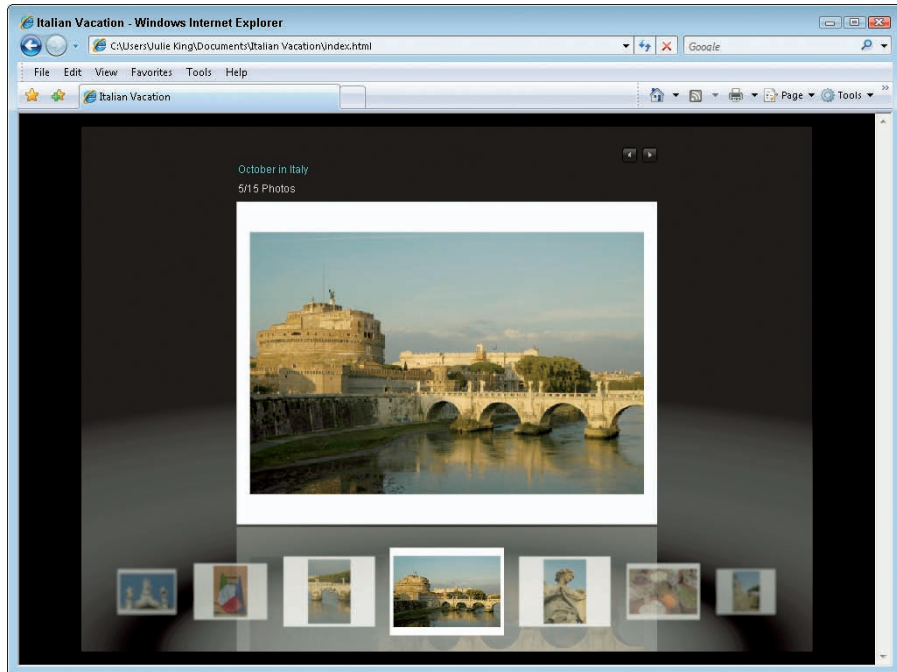 Italian Vacation - Windows Internet Explorer
C:\Users\Julie King\Documents\Italian Vacation\index.html
Google
File Edit View Favorites Tools Help
Italian Vacation
Page Tools
October in Italy
5/15 Photos